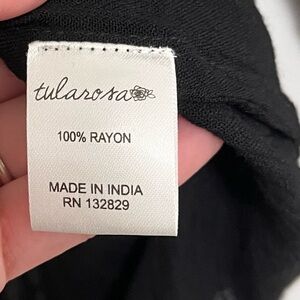 tularosa
100% RAYON
MADE IN INDIA
RN 132829